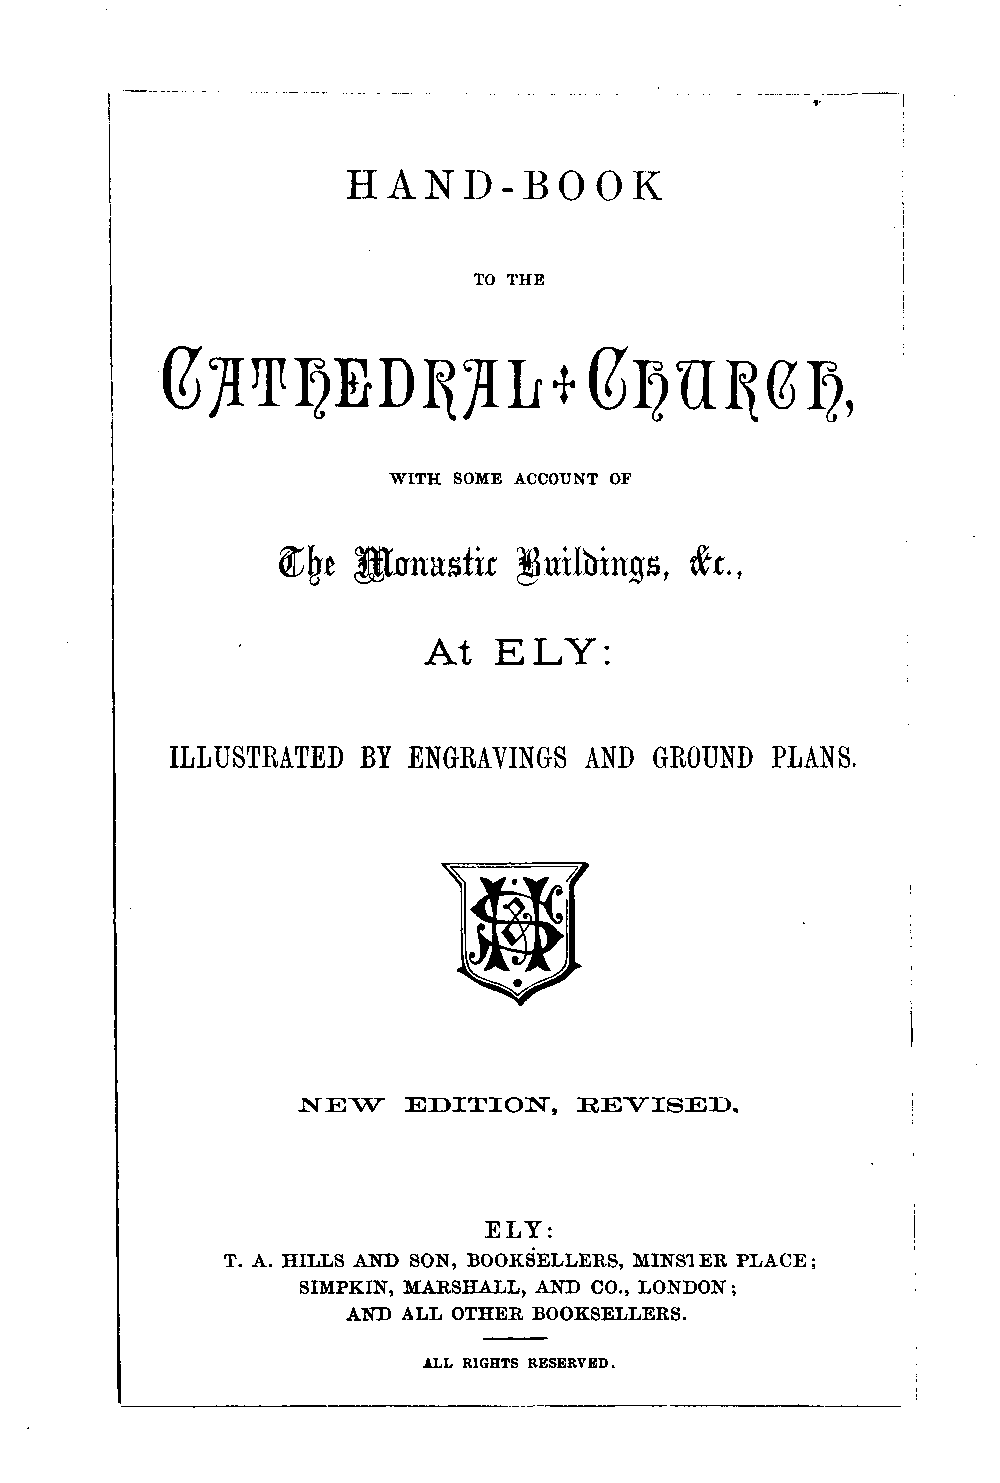 HAND-BOOK
TO THE
CATHEDRAL + CHURCH,
WITH SOME ACCOUNT OF
The Monastic Buildings, &c.,
At ELY:
ILLUSTRATED BY ENGRAVINGS AND GROUND PLANS.
NEW EDITION, REVISED.
ELY:
T. A. HILLS AND SON, BOOKSELLERS, MINSTER PLACE;
SIMPKIN, MARSHALL, AND CO., LONDON;
AND ALL OTHER BOOKSELLERS.
ALL RIGHTS RESERVED.